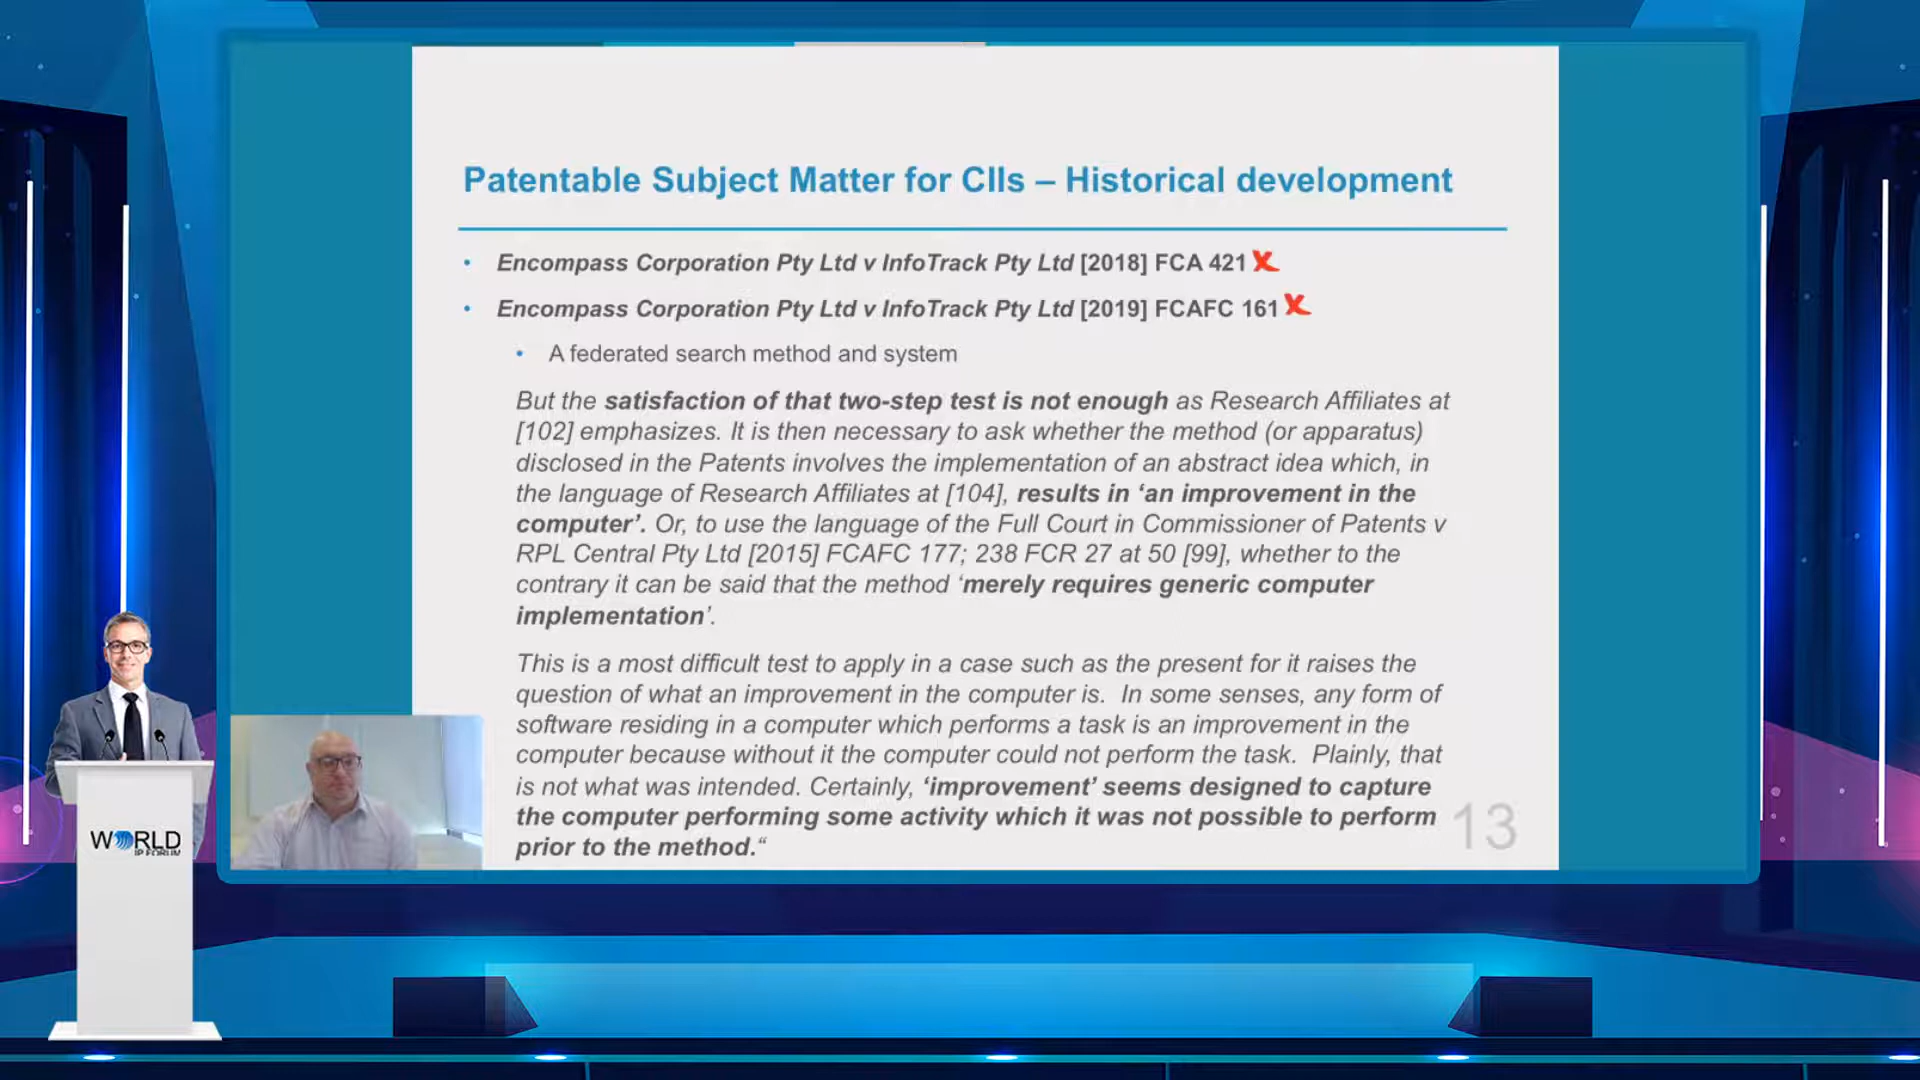 Patentable Subject Matter for CIIs – Historical development
• Encompass Corporation Pty Ltd v InfoTrack Pty Ltd [2018] FCA 421
• Encompass Corporation Pty Ltd v InfoTrack Pty Ltd [2019] FCAFC 161
• A federated search method and system
But the satisfaction of that two-step test is not enough as Research Affiliates at
[102] emphasizes. It is then necessary to ask whether the method (or apparatus)
disclosed in the Patents involves the implementation of an abstract idea which, in
the language of Research Affiliates at [104], results in ‘an improvement in the
computer’. Or, to use the language of the Full Court in Commissioner of Patents v
RPL Central Pty Ltd [2015] FCAFC 177; 238 FCR 27 at 50 [99], whether to the
contrary it can be said that the method ‘merely requires generic computer
implementation’.
This is a most difficult test to apply in a case such as the present for it raises the
question of what an improvement in the computer is. In some senses, any form of
software residing in a computer which performs a task is an improvement in the
computer because without it the computer could not perform the task. Plainly, that
is not what was intended. Certainly, ‘improvement’ seems designed to capture
the computer performing some activity which it was not possible to perform
prior to the method.“
13
WORLD
IP FORUM